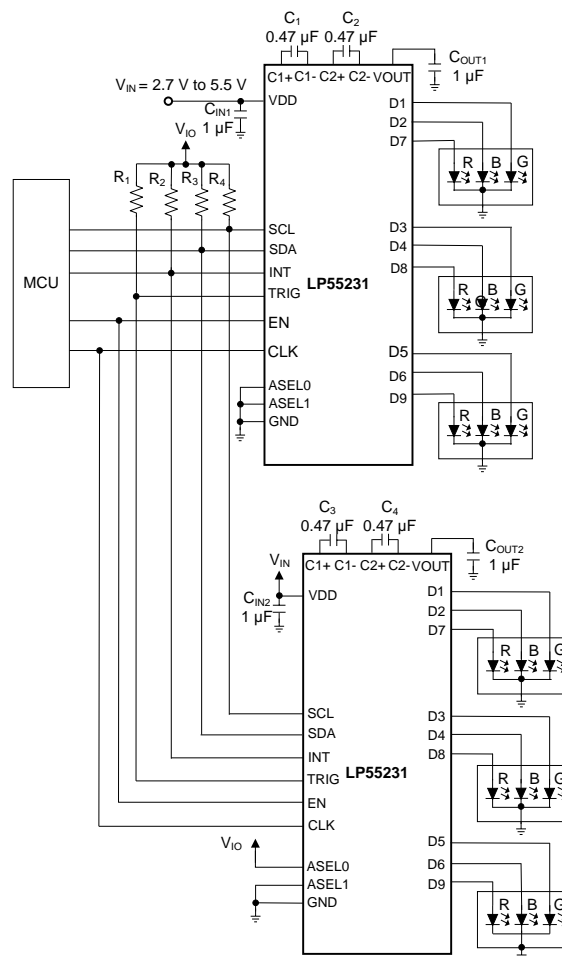 C1 C2
0.47 µF 0.47 µF
COUT1
1 µF
C1+ C1- C2+ C2- VOUT
VIN = 2.7 V to 5.5 V
CIN1
1 µF
VDD
D1
D2
D7
VIO
R1 R2 R3 R4
R B G
MCU
SCL
SDA
INT
TRIG
EN
CLK
LP55231
D3
D4
D8
R B G
D5
D6
D9
ASEL0
ASEL1
GND
R B G
C3 C4
0.47 µF 0.47 µF
COUT2
1 µF
C1+ C1- C2+ C2- VOUT
VIN
CIN2
1 µF
VDD
D1
D2
D7
R B G
SCL
SDA
INT
TRIG
EN
CLK
LP55231
D3
D4
D8
R B G
VIO
ASEL0
ASEL1
GND
D5
D6
D9
R B G